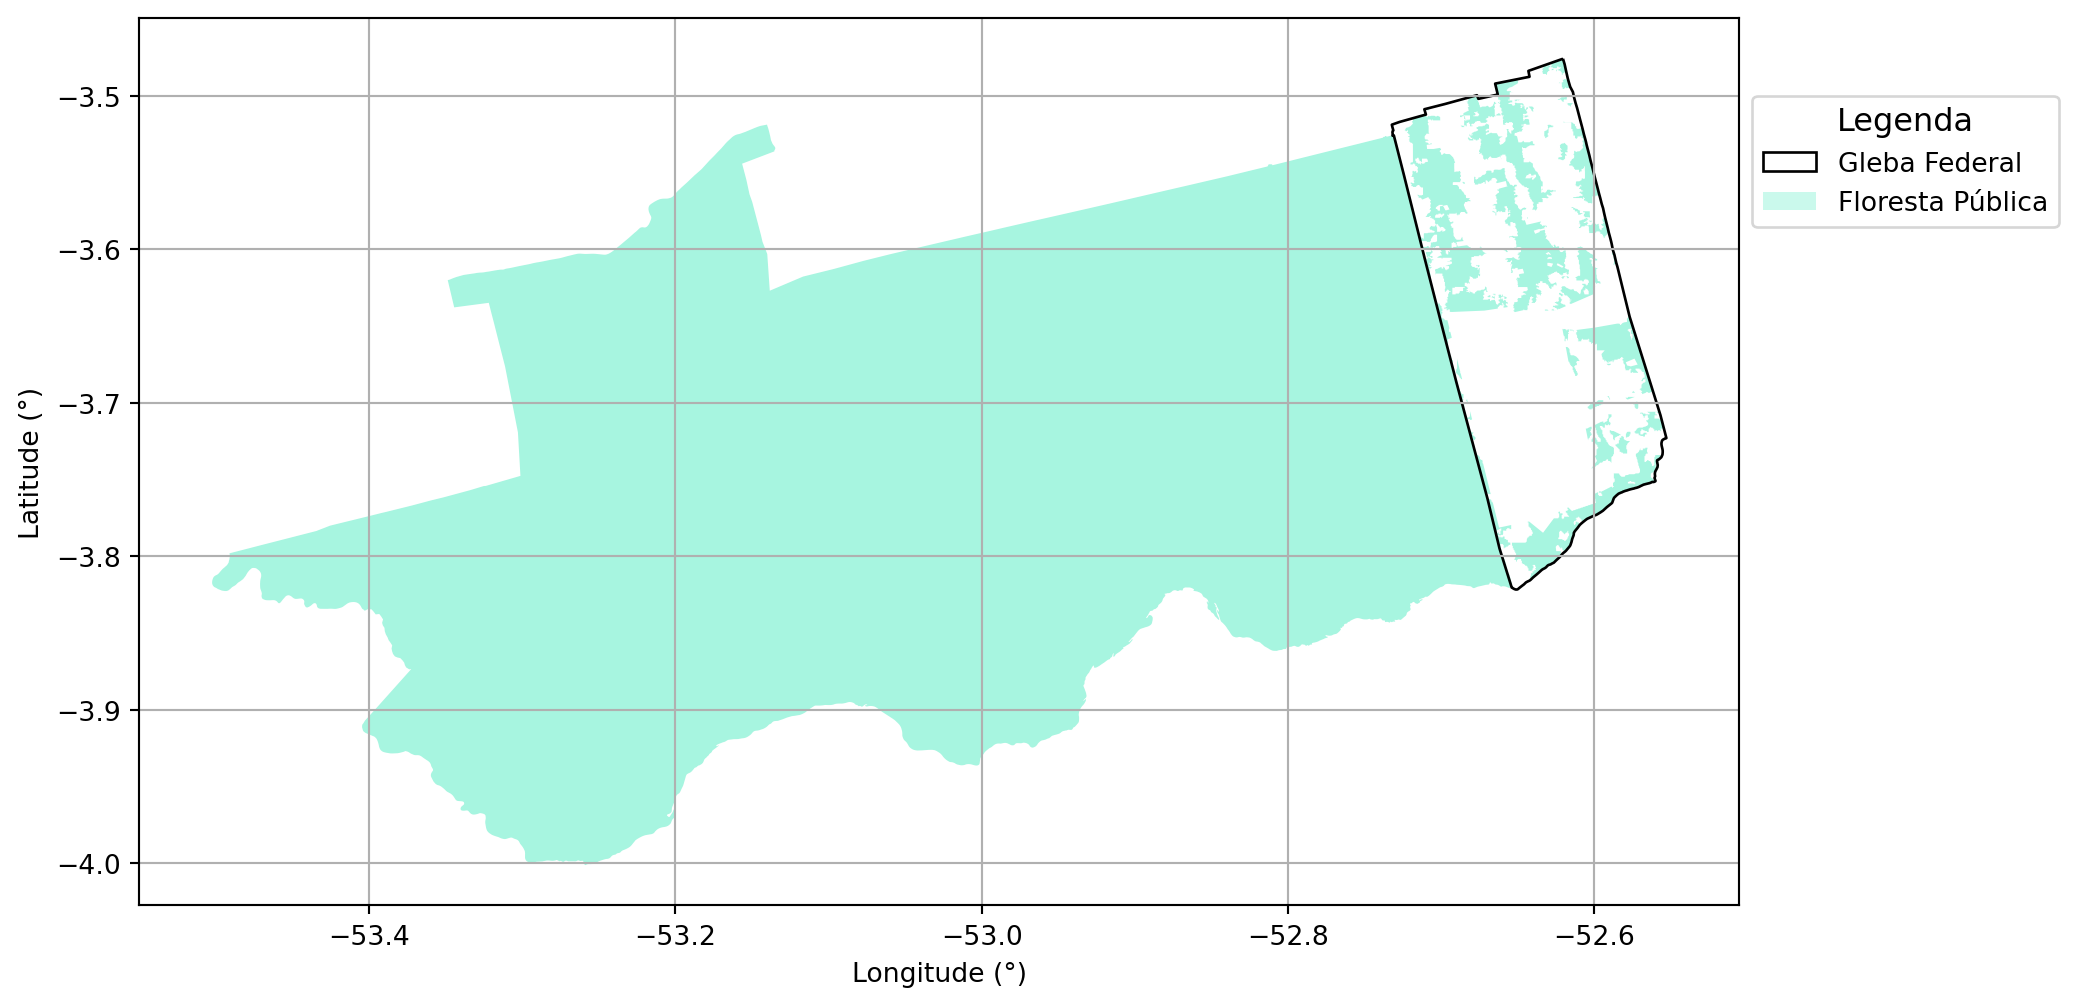 −3.5
−3.6
−3.7
−3.8
−3.9
−4.0
Latitude (°)
−53.4
−53.2
−53.0
−52.8
−52.6
Longitude (°)
Legenda
Gleba Federal
Floresta Pública